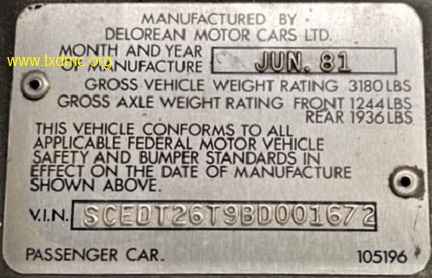 MANUFACTURED BY
DELOREAN MOTOR CARS LTD.
MONTH AND YEAR
OF MANUFACTURE JUN. 81
www.txdmc.org
GROSS VEHICLE WEIGHT RATING 3180 LBS
GROSS AXLE WEIGHT RATING FRONT 1244 LBS
REAR 1936 LBS
THIS VEHICLE CONFORMS TO ALL
APPLICABLE FEDERAL MOTOR VEHICLE
SAFETY AND BUMPER STANDARDS IN
EFFECT ON THE DATE OF MANUFACTURE
SHOWN ABOVE.
V.I.N. SCEDT26T9BD001672
PASSENGER CAR. 105196